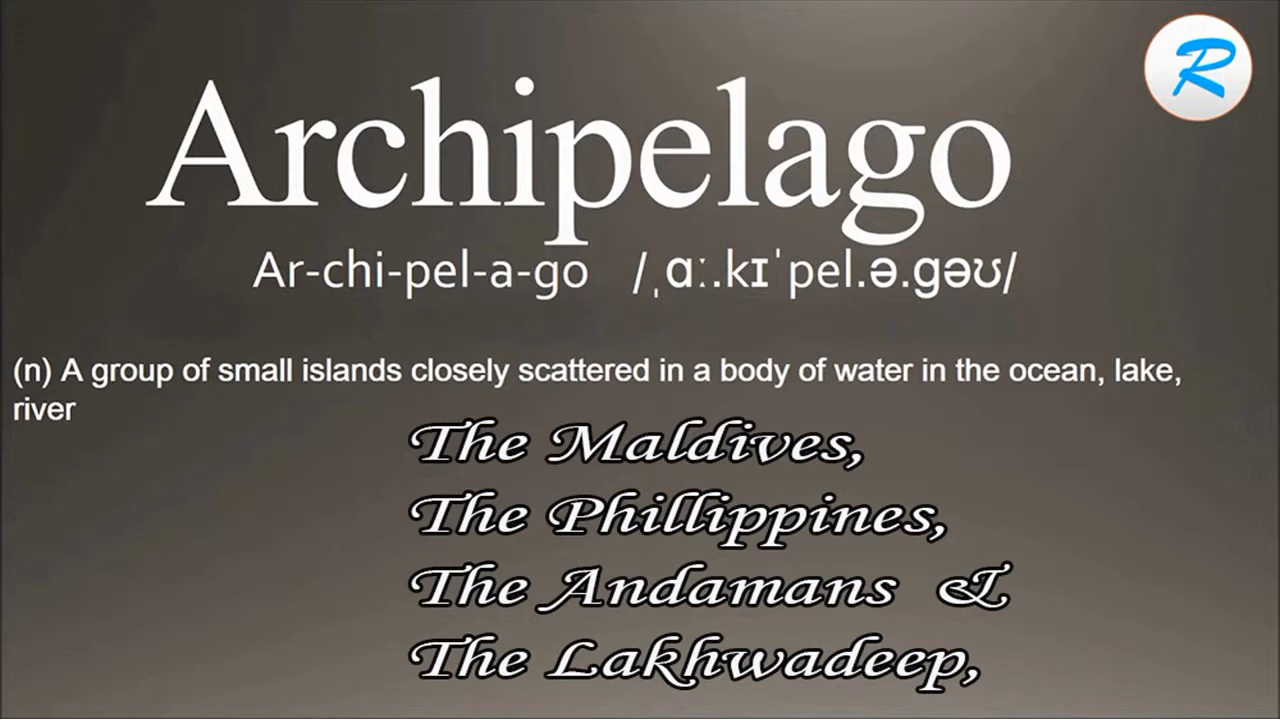 R
Archipelago
Ar-chi-pel-a-go /ˌɑː.kɪˈpel.ə.ɡəʊ/
(n) A group of small islands closely scattered in a body of water in the ocean, lake,
river
The Maldives,
The Phillippines,
The Andamans &
The Lakhwadeep,